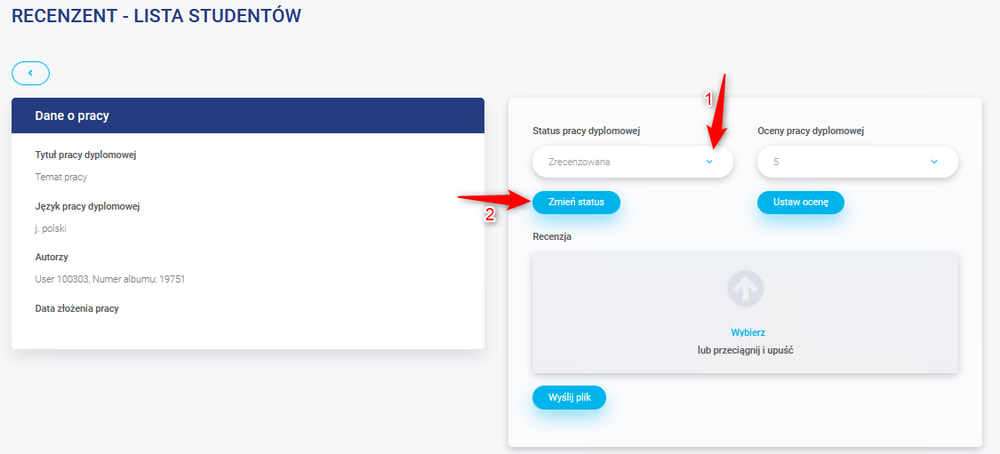 RECENZENT - LISTA STUDENTÓW
Dane o pracy
Tytuł pracy dyplomowej
Temat pracy
Język pracy dyplomowej
j. polski
Autorzy
User 100303, Numer albumu: 19751
Data złożenia pracy
1
Status pracy dyplomowej
Zrecenzowana
2
Zmień status
Oceny pracy dyplomowej
5
Ustaw ocenę
Recenzja
Wybierz
lub przeciągnij i upuść
Wyślij plik